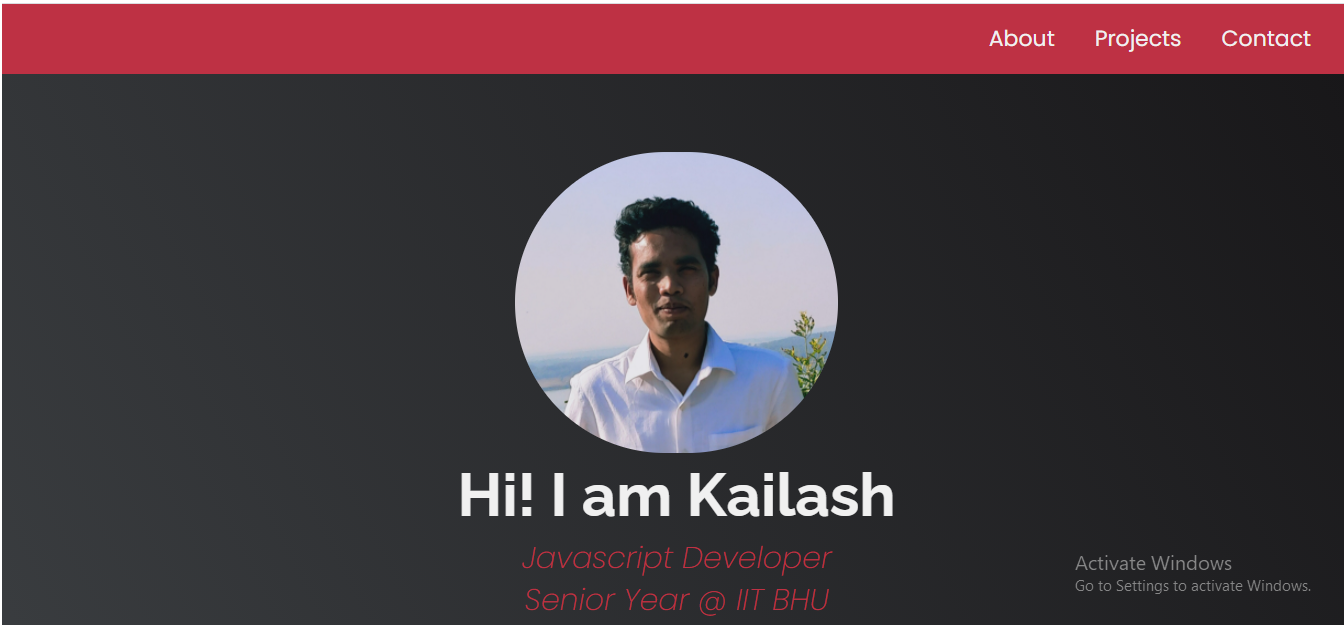 About Projects Contact
Hi! I am Kailash
Javascript Developer
Senior Year @ IIT BHU
Activate Windows
Go to Settings to activate Windows.